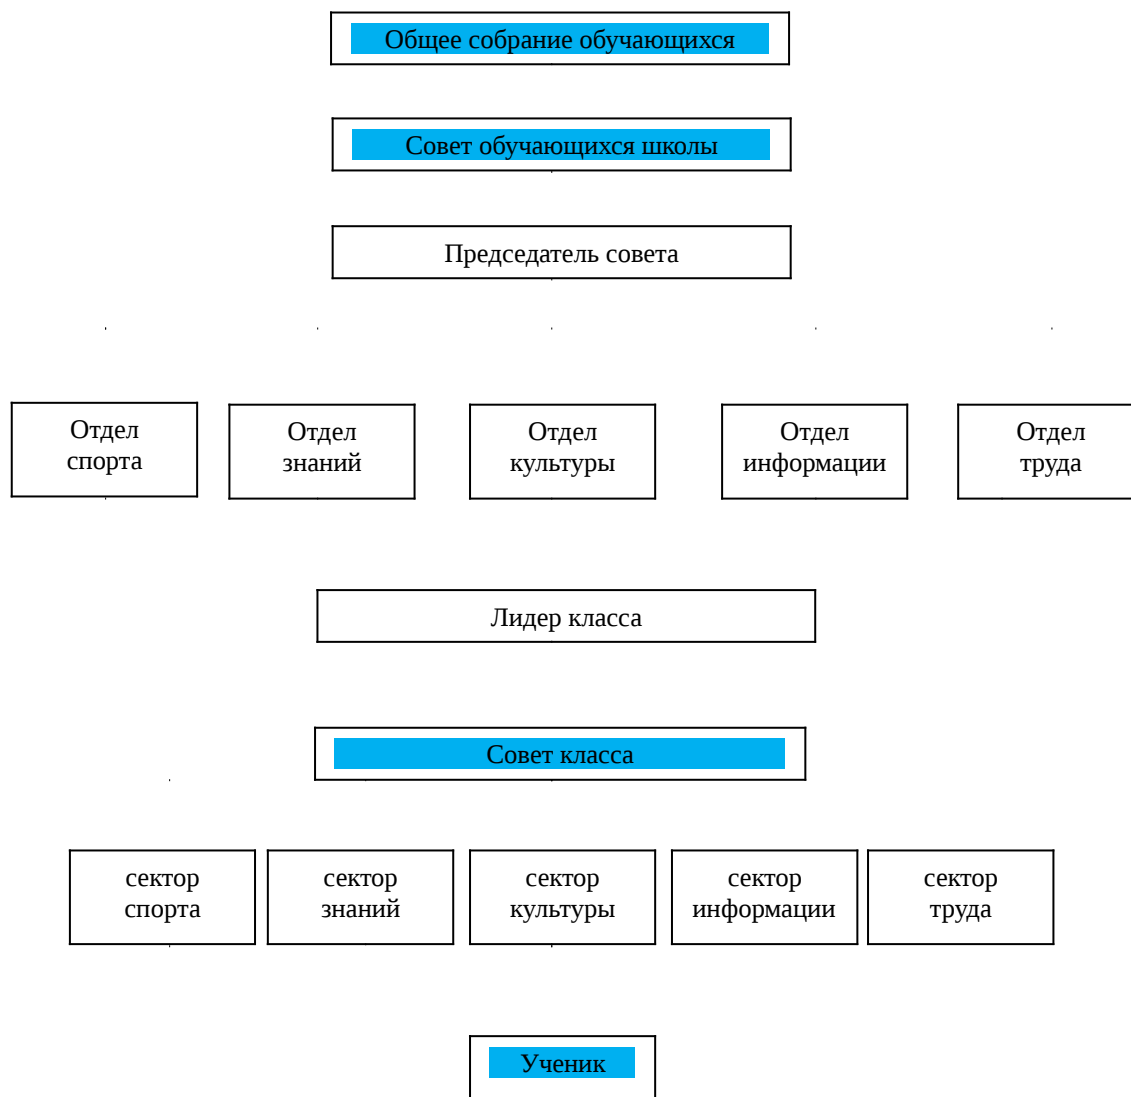 Общее собрание обучающихся
Совет обучающихся школы
Председатель совета
Отдел
спорта
Отдел
знаний
Отдел
культуры
Отдел
информации
Отдел
труда
Лидер класса
Совет класса
сектор
спорта
сектор
знаний
сектор
культуры
сектор
информации
сектор
труда
Ученик